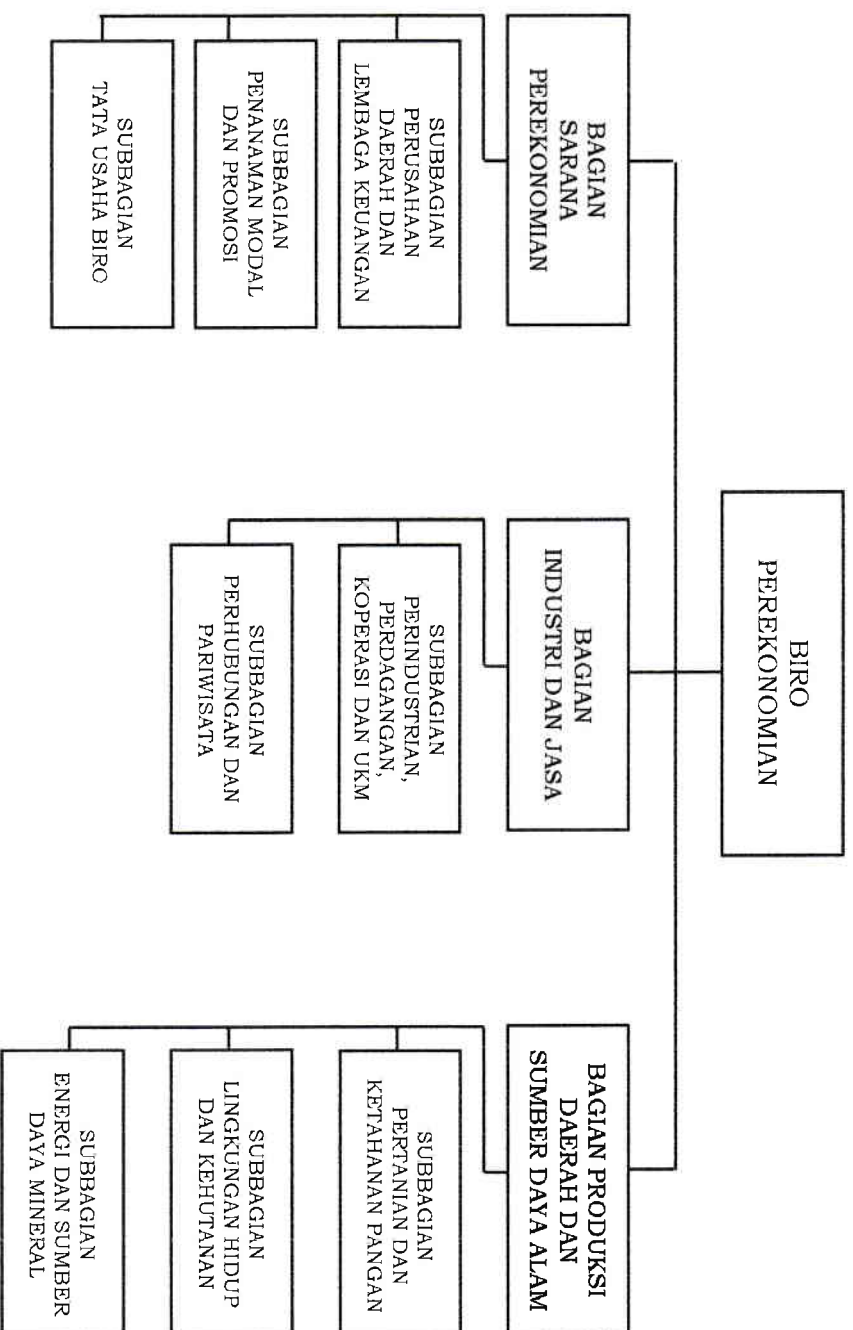 BIRO
PEREKONOMIAN
BAGIAN
SARANA
PEREKONOMIAN
SUBBAGIAN
PERUSAHAAN
DAERAH DAN
LEMBAGA KEUANGAN
SUBBAGIAN
PENANAMAN MODAL
DAN PROMOSI
SUBBAGIAN
TATA USAHA BIRO
BAGIAN
INDUSTRI DAN JASA
SUBBAGIAN
PERINDUSTRIAN,
PERDAGANGAN,
KOPERASI DAN UKM
SUBBAGIAN
PERHUBUNGAN DAN
PARIWISATA
BAGIAN PRODUKSI
DAERAH DAN
SUMBER DAYA ALAM
SUBBAGIAN
PERTANIAN DAN
KETAHANAN PANGAN
SUBBAGIAN
LINGKUNGAN HIDUP
DAN KEHUTANAN
SUBBAGIAN
ENERGI DAN SUMBER
DAYA MINERAL